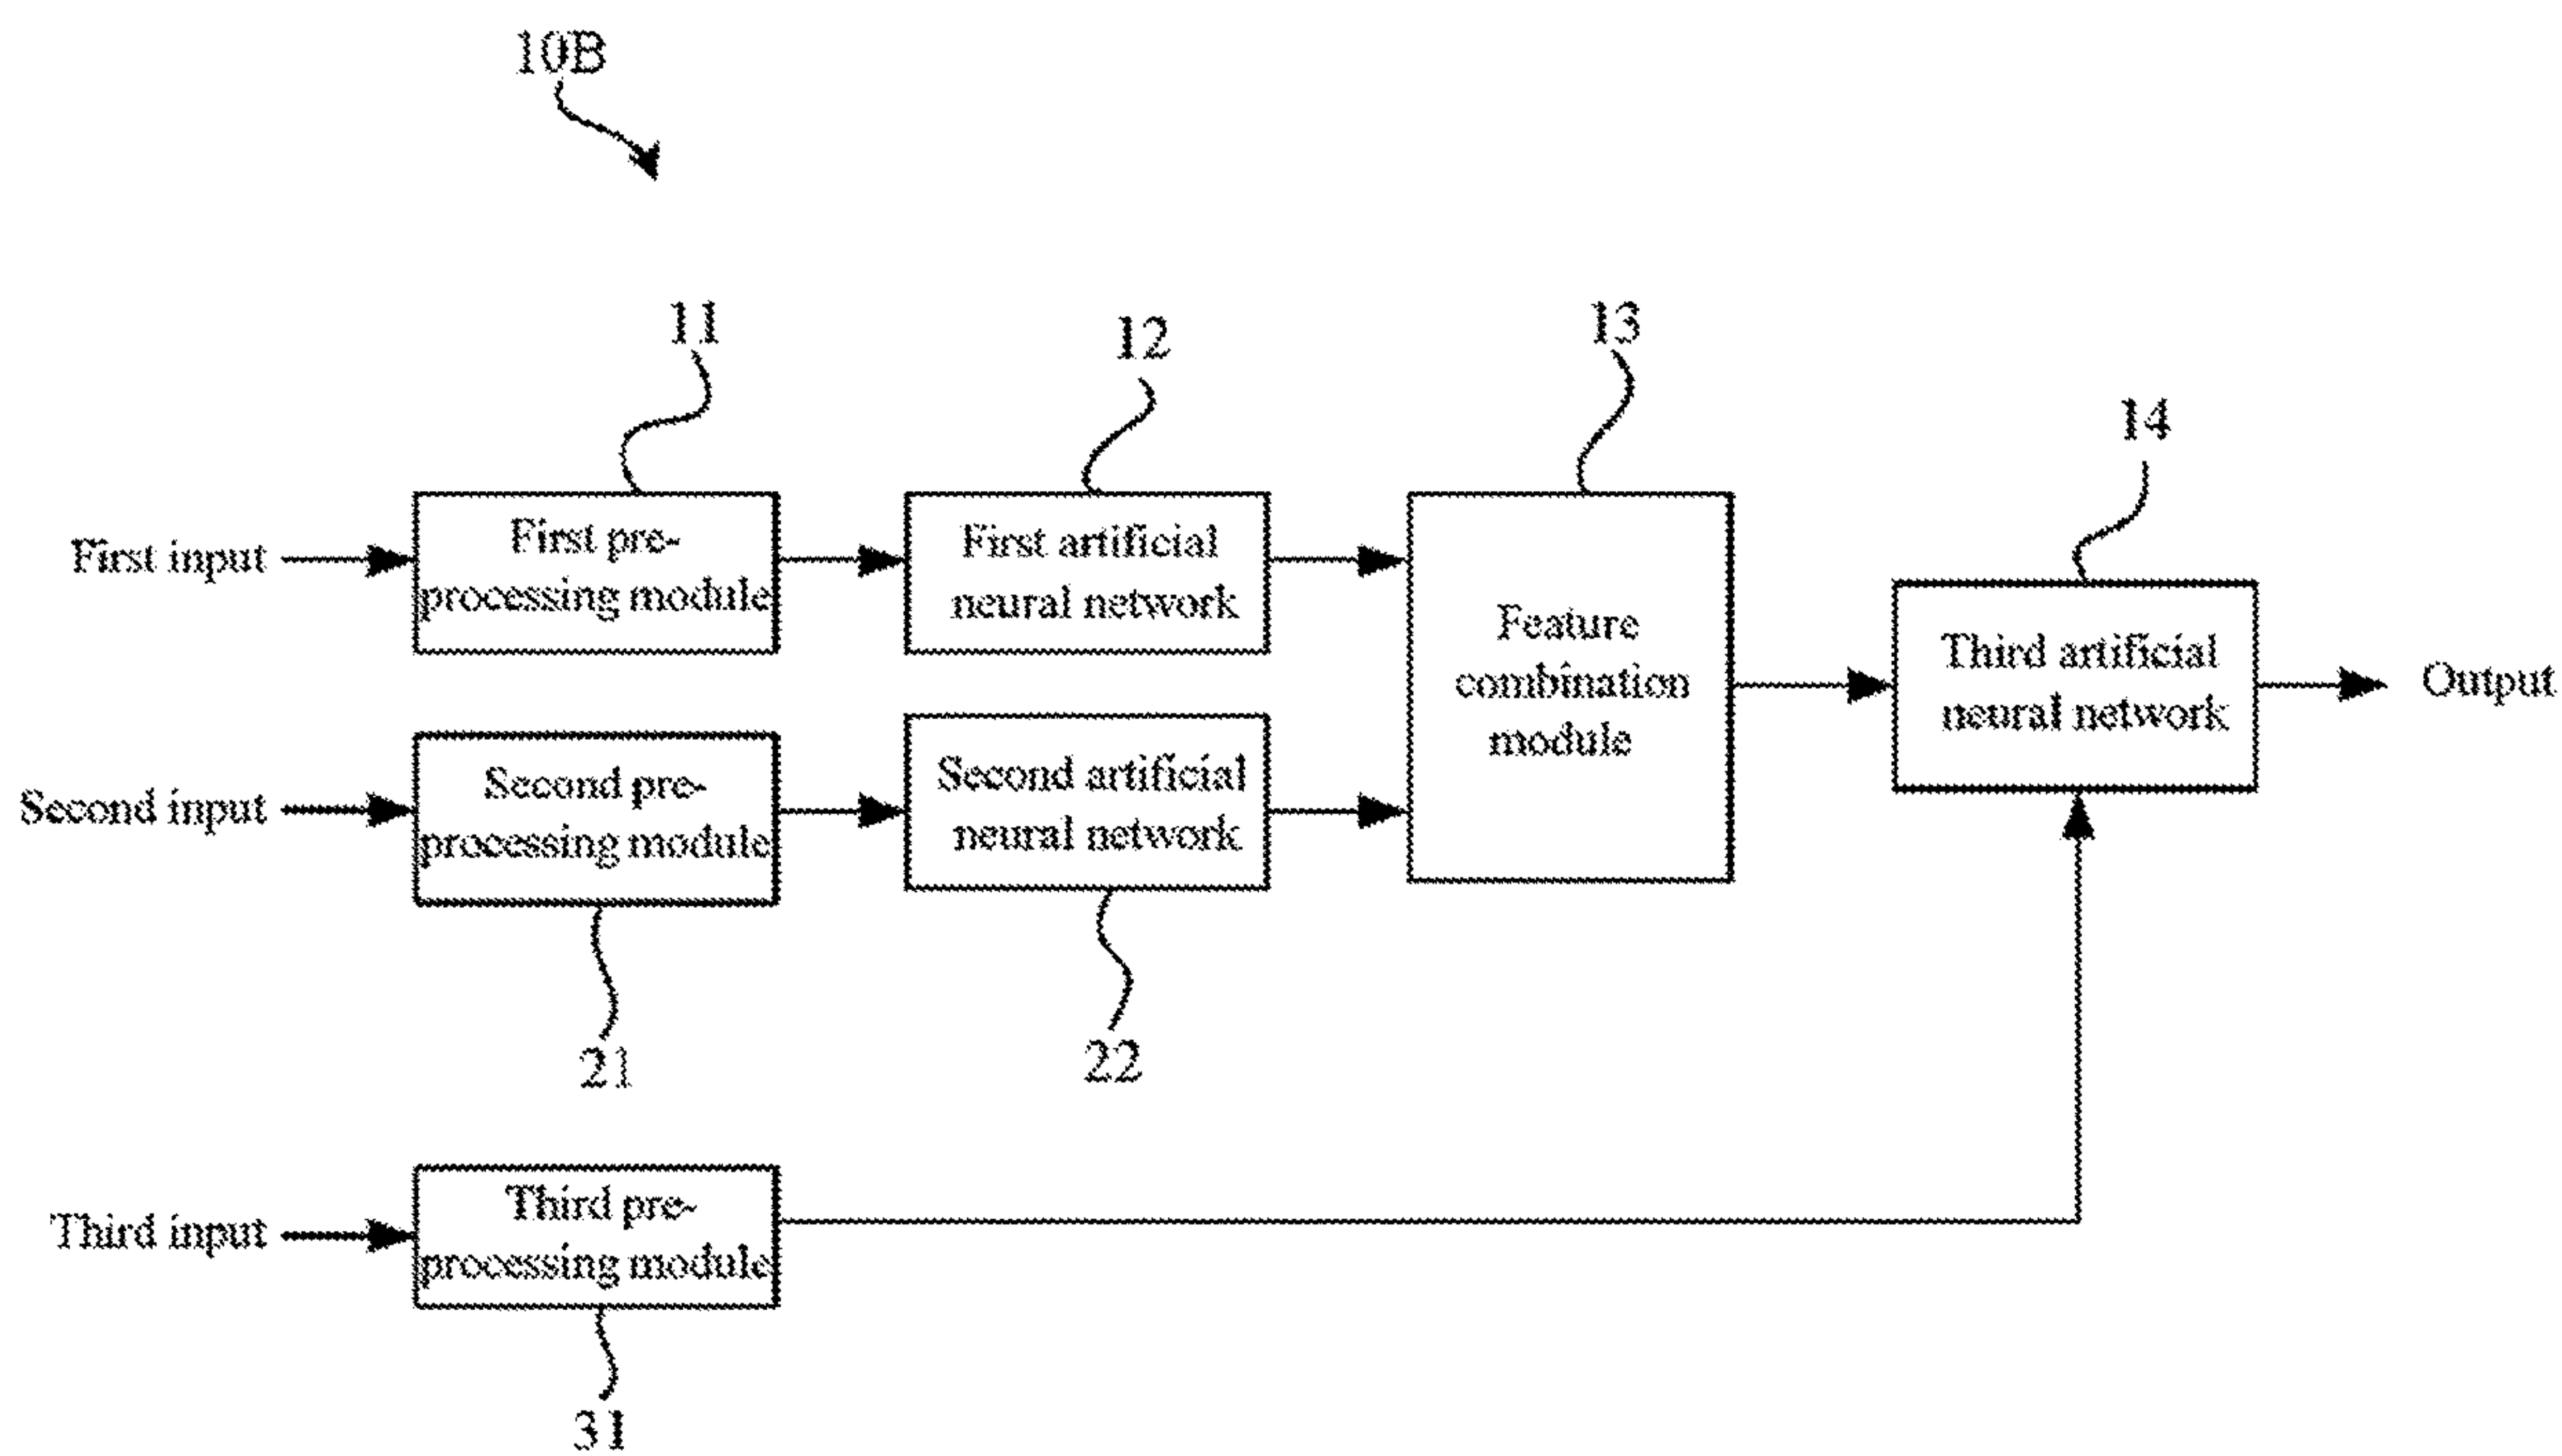 10B
11
12
13
14
First input
First pre-
processing module
First artificial
neural network
Feature
combination
module
Third artificial
neural network
Output
Second input
Second pre-
processing module
Second artificial
neural network
21
22
Third input
Third pre-
processing module
31